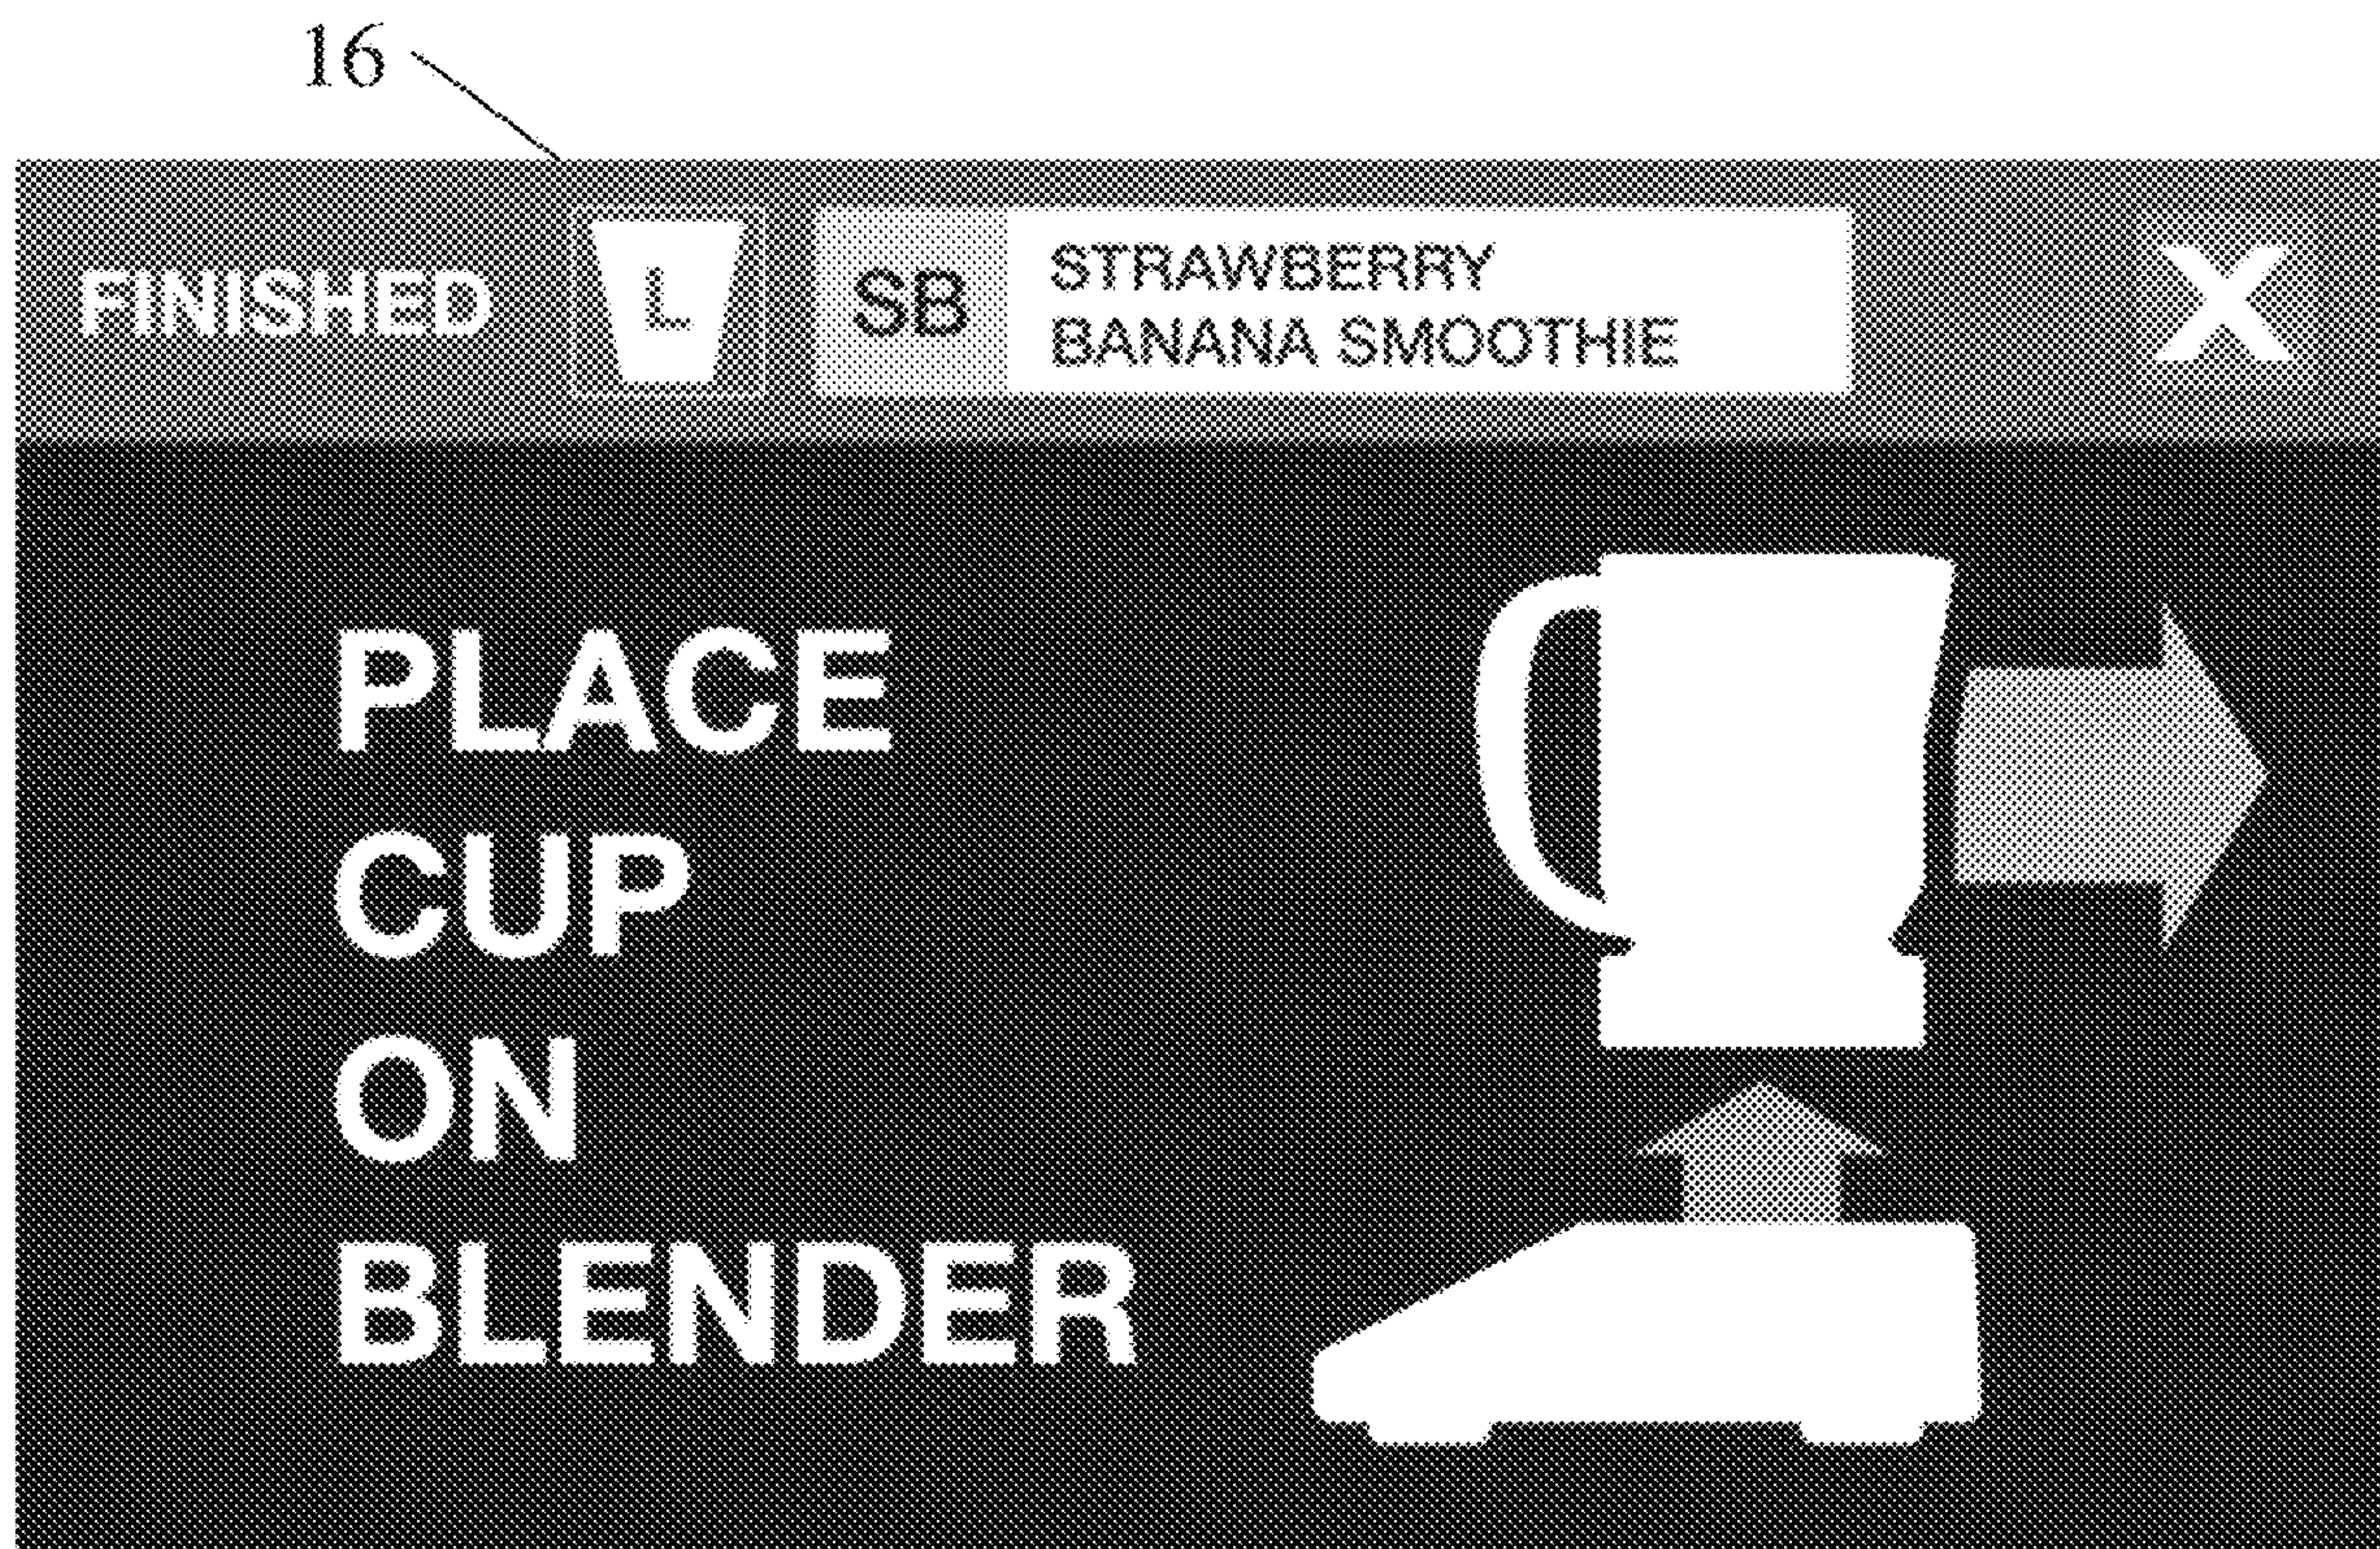 16
FINISHED
L
SB
STRAWBERRY
BANANA SMOOTHIE
X
PLACE
CUP
ON
BLENDER